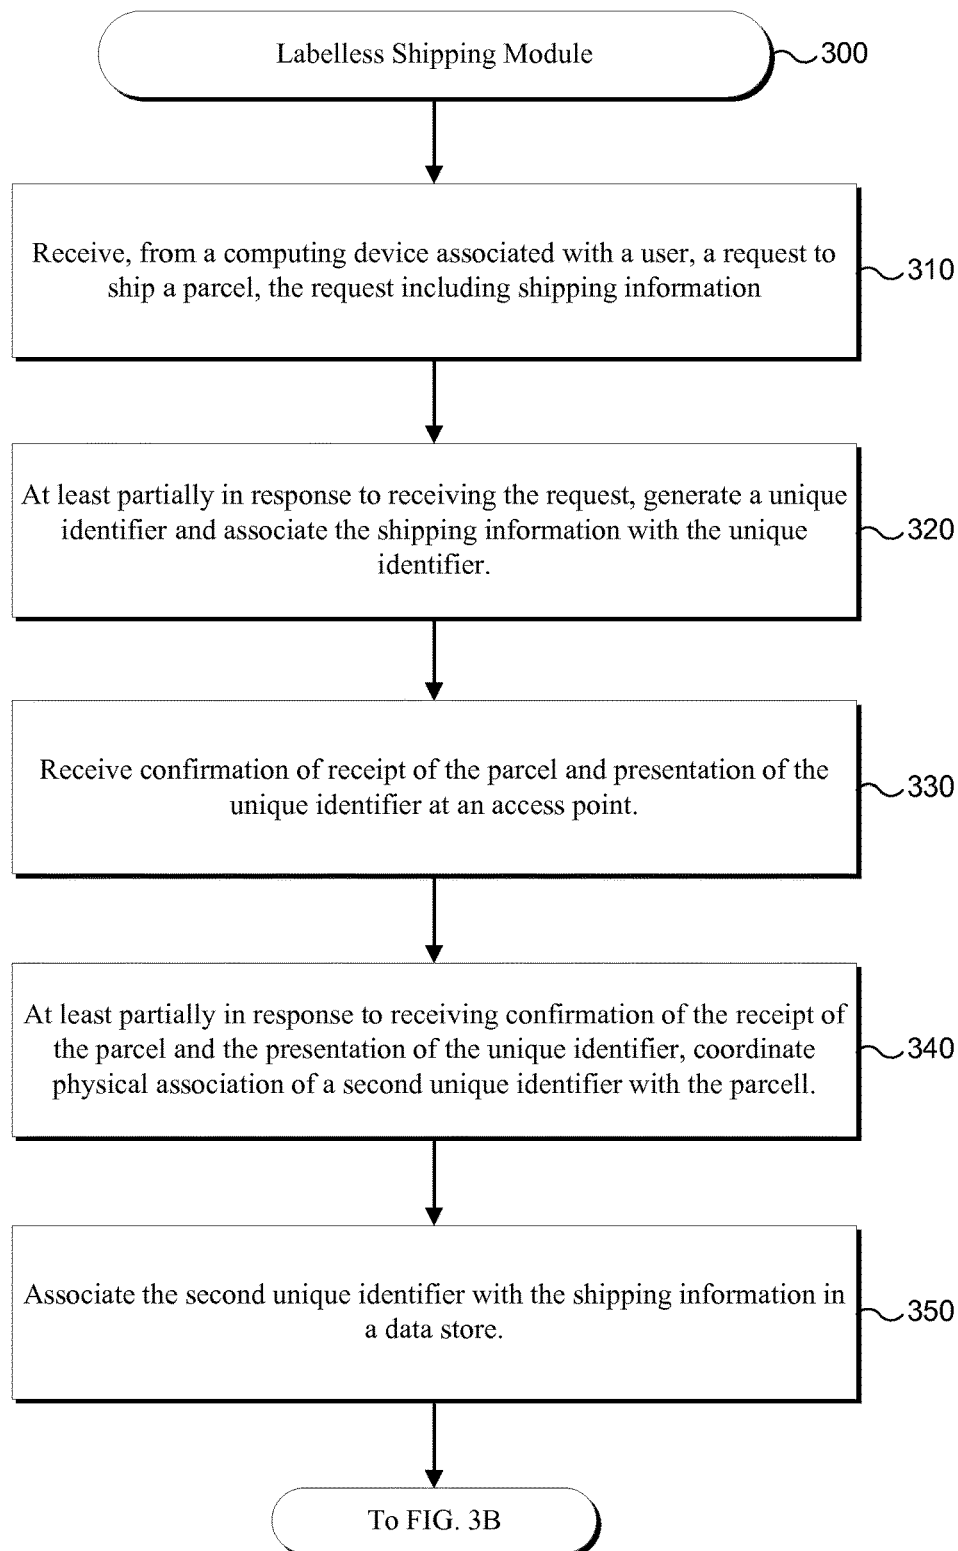 Labelless Shipping Module
300
Receive, from a computing device associated with a user, a request to
ship a parcel, the request including shipping information
310
At least partially in response to receiving the request, generate a unique
identifier and associate the shipping information with the unique
identifier.
320
Receive confirmation of receipt of the parcel and presentation of the
unique identifier at an access point.
330
At least partially in response to receiving confirmation of the receipt of
the parcel and the presentation of the unique identifier, coordinate
physical association of a second unique identifier with the parcell.
340
Associate the second unique identifier with the shipping information in
a data store.
350
To FIG. 3B